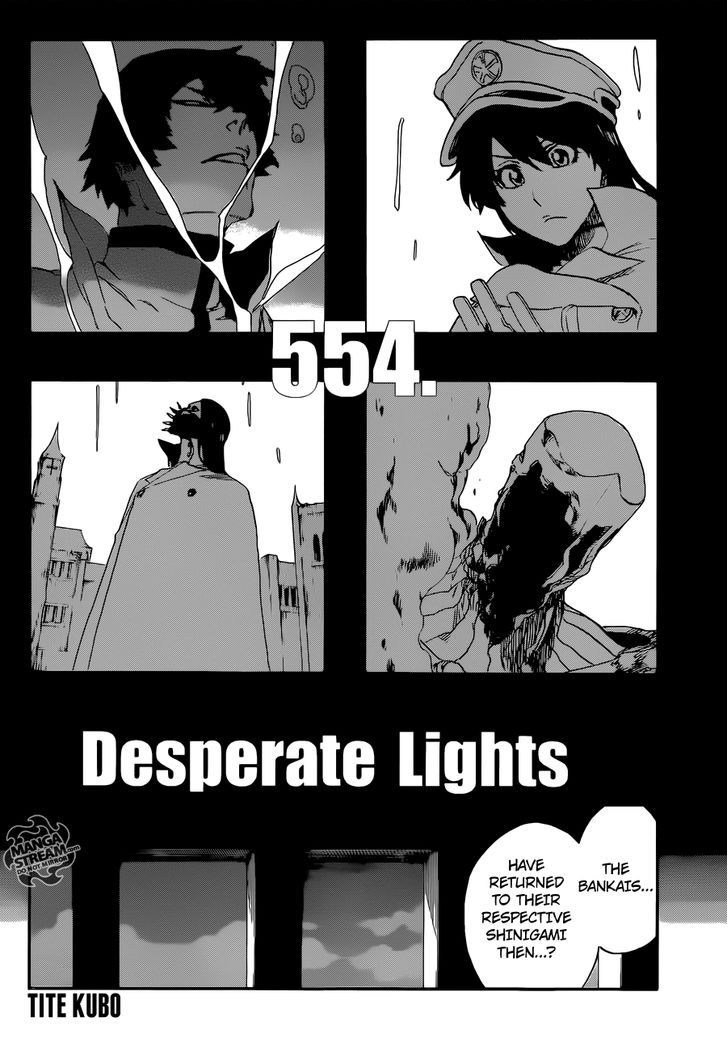 554.
Desperate Lights
THE
BANKAIS...
HAVE
RETURNED
TO THEIR
RESPECTIVE
SHINIGAMI
THEN...?
MANGA
STREAM.com
DO NOT MIRROR
TITE KUBO